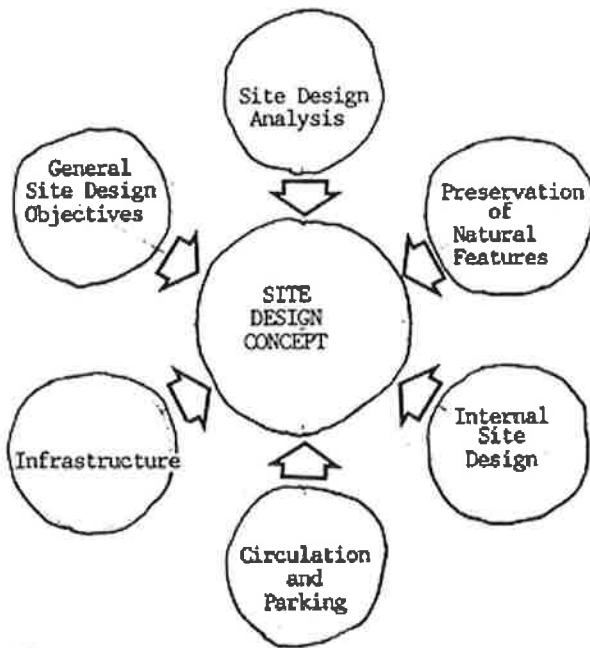 Site Design
Analysis
General
Site Design
Objectives
Preservation
of
Natural
Features
SITE
DESIGN
CONCEPT
Infrastructure
Internal
Site
Design
Circulation
and
Parking